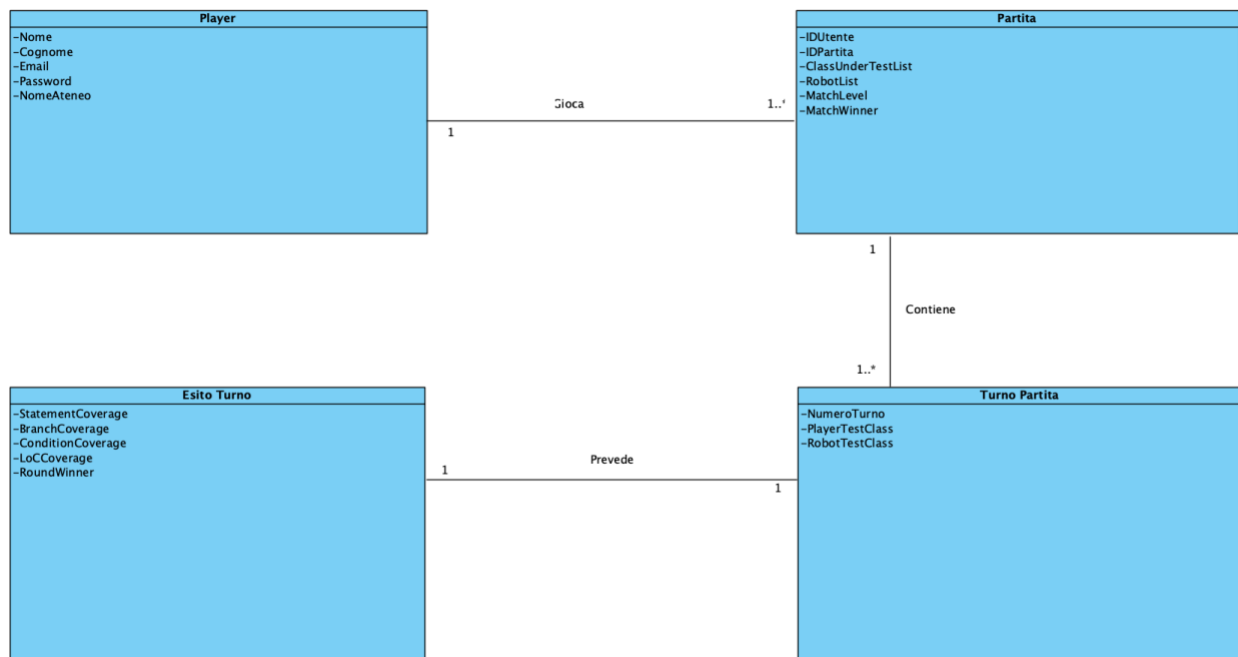 Player
-Nome
-Cognome
-Email
-Password
-NomeAteneo
Gioca
1
1..*
Partita
-IDUtente
-IDPartita
-ClassUnderTestList
-RobotList
-MatchLevel
-MatchWinner
1
Contiene
1..*
Esito Turno
-StatementCoverage
-BranchCoverage
-ConditionCoverage
-LoCCoverage
-RoundWinner
Prevede
1
1
Turno Partita
-NumeroTurno
-PlayerTestClass
-RobotTestClass